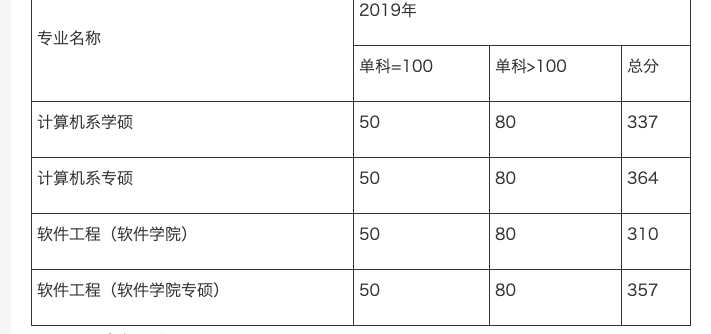 2019年
专业名称
单科=100 单科>100 总分
计算机系学硕 50 80 337
计算机系专硕 50 80 364
软件工程（软件学院） 50 80 310
软件工程（软件学院专硕） 50 80 357